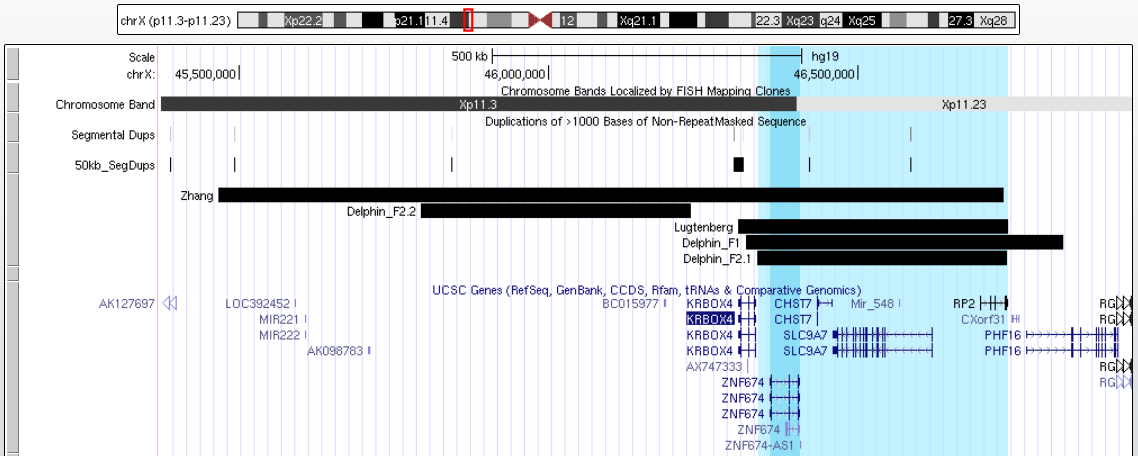 chrX (p11.3-p11.23) Xp22.2 p21.1 11.4 12 Xq21.1 22.3 Xq23 q24 Xq25 27.3 Xq28
Scale 500 kb hg19
chrX: 45,500,000 46,000,000 46,500,000
Chromosome Bands Localized by FISH Mapping Clones
Chromosome Band Xp11.3 Xp11.23
Duplications of >1000 Bases of Non-RepeatMasked Sequence
Segmental Dups
50kb_SegDups
Zhang
Delphin_F2.2
Lugtenberg
Delphin_F1
Delphin_F2.1
UCSC Genes (RefSeq, GenBank, CCDS, Rfam, tRNAs & Comparative Genomics)
AK127697 LOC392452 BC015977 KRBOX4 CHST7 Mir_548 RP2 RG
MIR221 KRBOX4 CHST7 CXorf31 RG
MIR222 KRBOX4 SLC9A7 PHF16
AK098783 KRBOX4 SLC9A7 PHF16
AX747333 RG
ZNF674 RG
ZNF674
ZNF674
ZNF674
ZNF674-AS1